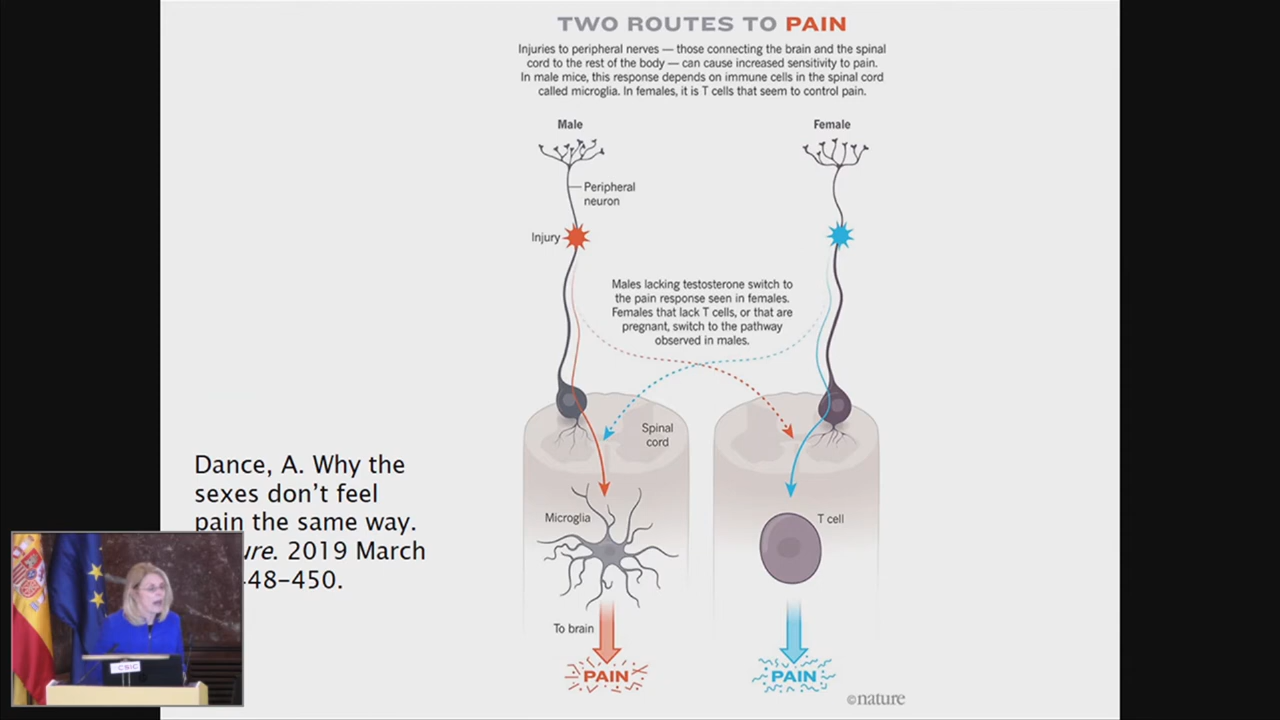 TWO ROUTES TO PAIN
Injuries to peripheral nerves — those connecting the brain and the spinal
cord to the rest of the body — can cause increased sensitivity to pain.
In male mice, this response depends on immune cells in the spinal cord
called microglia. In females, it is T cells that seem to control pain.
Male
Female
Peripheral
neuron
Injury
Males lacking testosterone switch to
the pain response seen in females.
Females that lack T cells, or that are
pregnant, switch to the pathway
observed in males.
Spinal
cord
Microglia
T cell
To brain
PAIN
PAIN
©nature
Dance, A. Why the
sexes don’t feel
pain the same way.
2019 March
48–450.
CSIC